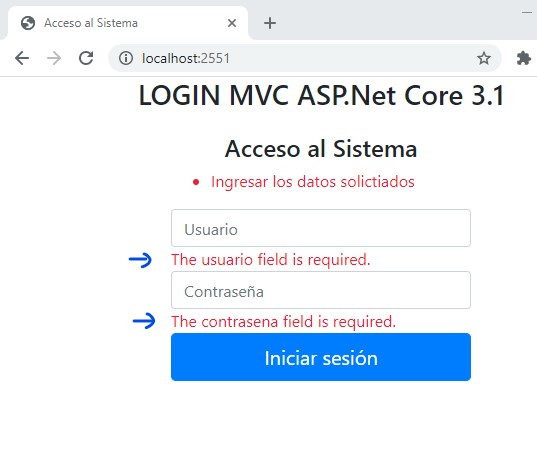 Acceso al Sistema
localhost:2551
LOGIN MVC ASP.Net Core 3.1
Acceso al Sistema
Ingresar los datos solictiados
Usuario
The usuario field is required.
Contraseña
The contrasena field is required.
Iniciar sesión